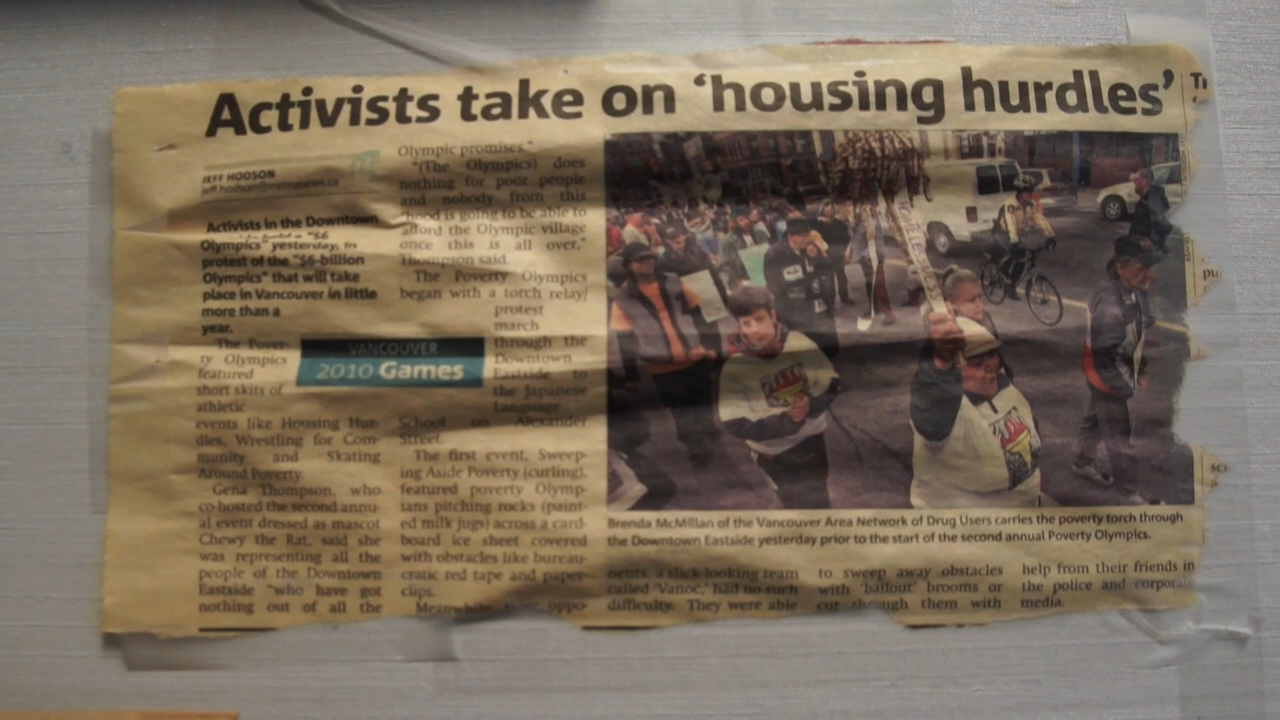 Activists take on 'housing hurdles'
JEFF HODSON
jeff.hodson@metronews.ca
Activists in the Downtown
"$6
Olympics" yesterday, in
protest of the "$6-billion
Olympics" that will take
place in Vancouver in little
more than a
year.
The Pover-
ty Olympics
featured
short skits of
athletic
events like Housing Hur-
dles, Wrestling for Com-
munity and Skating
Around Poverty.
Gena Thompson, who
co-hosted the second annu-
al event dressed as mascot
Chewy the Rat, said she
was representing all the
people of the Downtown
Eastside "who have got
nothing out of all the
Olympic promises."
"(The Olympics) does
nothing for poor people
and nobody from this
'hood is going to be able to
afford the Olympic village
once this is all over,"
Thompson said.
The Poverty Olympics
began with a torch relay/
protest
march
through the
Downtown
Eastside to
the Japanese
Language
School on Alexander
Street.
VANCOUVER
2010 Games
The first event, Sweep-
ing Aside Poverty (curling),
featured poverty Olymp-
ians pitching rocks (paint-
ed milk jugs) across a card-
board ice sheet covered
with obstacles like bureau-
cratic red tape and paper-
clips.
Meanwhile their oppo-
Brenda McMillan of the Vancouver Area Network of Drug Users carries the poverty torch through
the Downtown Eastside yesterday prior to the start of the second annual Poverty Olympics.
nents, a slick-looking team
called 'Vanoc,' had no such
difficulty. They were able
to sweep away obstacles
with 'bailout' brooms or
cut through them with
help from their friends in
the police and corporate
media.
pu
sci